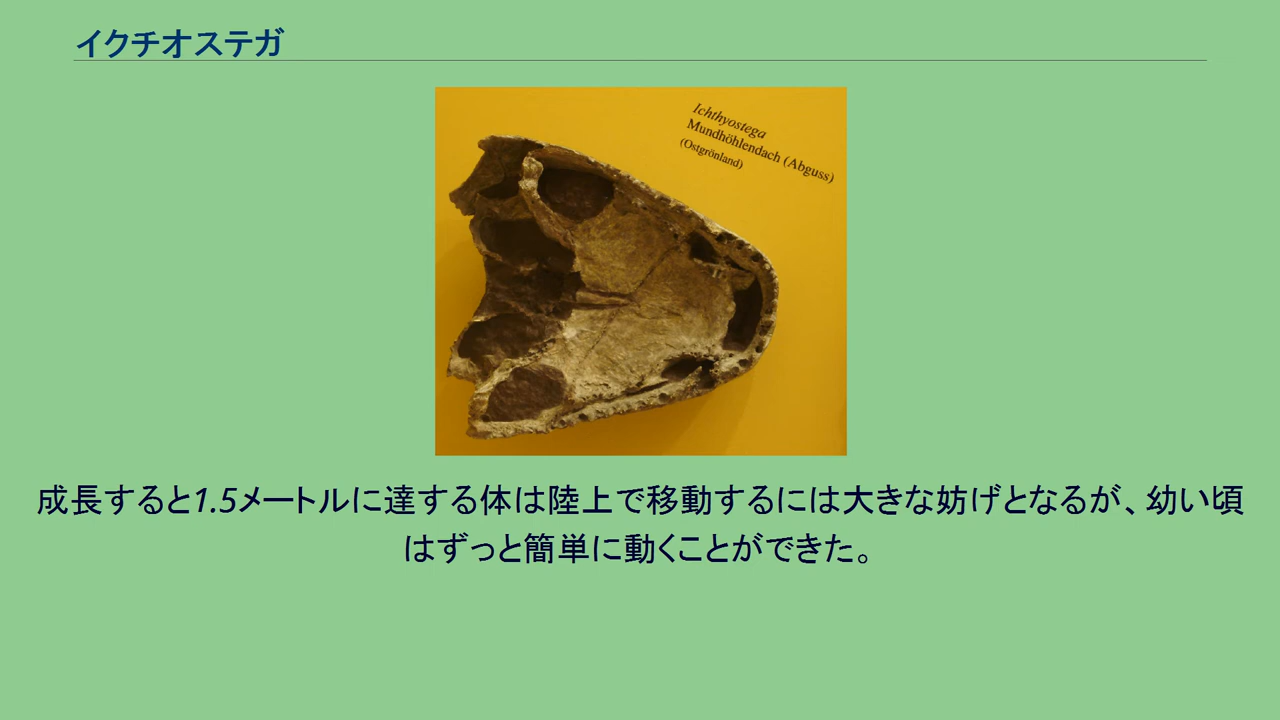 イクチオステガ
Ichthyostega
Mundhöhlendach (Abguss)
(Ostgrönland)
成長すると1.5メートルに達する体は陸上で移動するには大きな妨げとなるが、幼い頃
はずっと簡単に動くことができた。